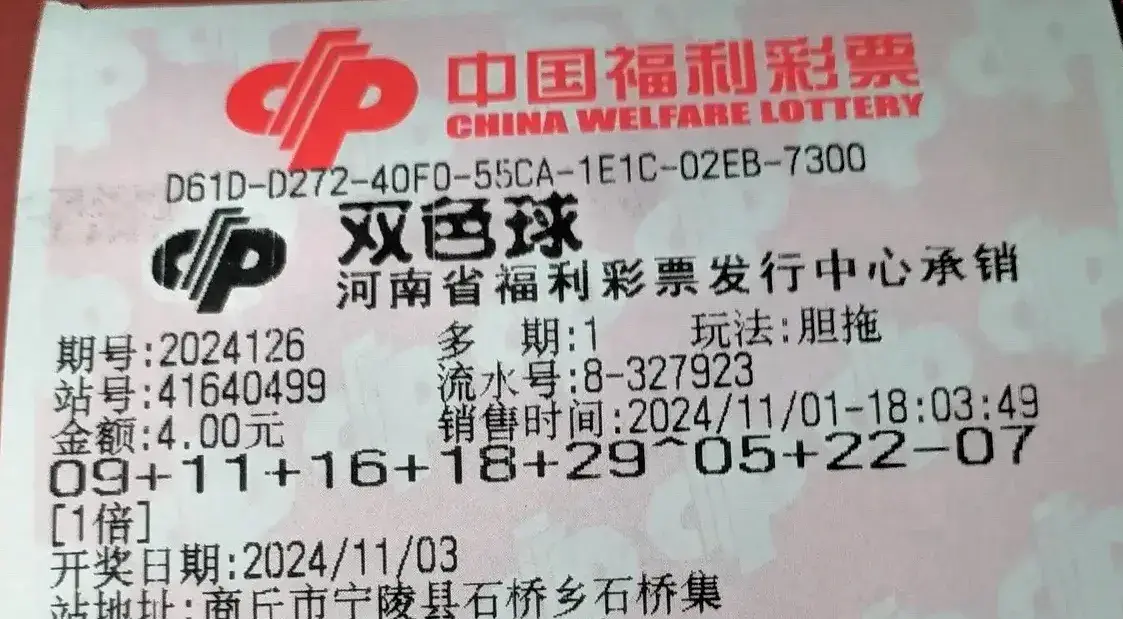 中国福利彩票
CHINA WELFARE LOTTERY
D61D-D272-40F0-55CA-1E1C-02EB-7300
双色球
河南省福利彩票发行中心承销
期号:2024126 多 期:1 玩法:胆拖
站号:41640499 流水号:8-327923
金额:4.00元 销售时间:2024/11/01-18:03:49
09+11+16+18+29^05+22-07
[1倍]
开奖日期:2024/11/03
站地址:商丘市宁陵县石桥乡石桥集